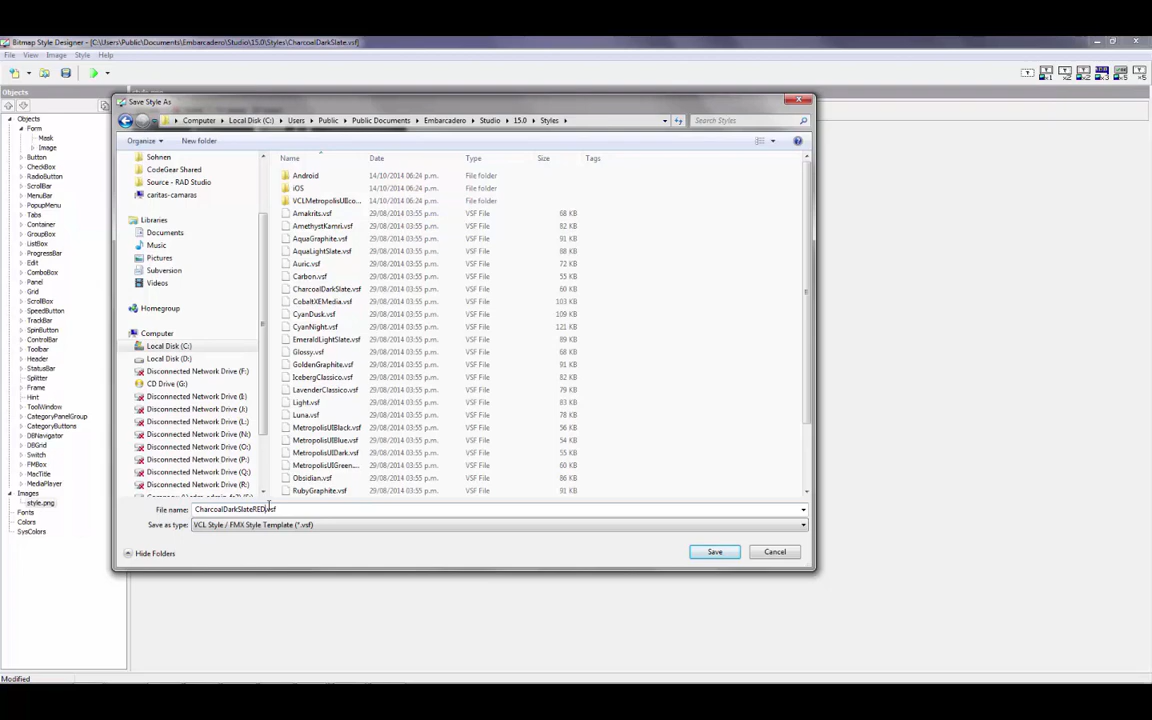 Bitmap Style Designer - [C:\Users\Public\Documents\Embarcadero\Studio\15.0\Styles\CharcoalDarkSlate.vsf]
File View Image Style Help
Objects
Save Style As
Computer Local Disk (C:) Users Public Public Documents Embarcadero Studio 15.0 Styles
Search Styles
Organize New folder
Objects
Form
Mask
Image
Button
CheckBox
RadioButton
ScrollBar
MenuBar
PopupMenu
Tabs
Container
GroupBox
ListBox
ProgressBar
Edit
ComboBox
Panel
Grid
ScrollBox
SpeedButton
TrackBar
SpinButton
ControlBar
Toolbar
Header
StatusBar
Splitter
Frame
Hint
ToolWindow
CategoryPanelGroup
CategoryButtons
DBNavigator
DBGrid
Switch
FMBox
MacTitle
MediaPlayer
Images
style.png
Fonts
Colors
SysColors
Sohnen
CodeGear Shared
Source - RAD Studio
caritas-camaras
Libraries
Documents
Music
Pictures
Subversion
Videos
Homegroup
Computer
Local Disk (C:)
Local Disk (D:)
Disconnected Network Drive (F:)
CD Drive (G:)
Disconnected Network Drive (I:)
Disconnected Network Drive (J:)
Disconnected Network Drive (L:)
Disconnected Network Drive (N:)
Disconnected Network Drive (O:)
Disconnected Network Drive (P:)
Disconnected Network Drive (Q:)
Disconnected Network Drive (R:)
Name Date Type Size Tags
Android 14/10/2014 06:24 p.m. File folder
iOS 14/10/2014 06:24 p.m. File folder
VCLMetropolisUIco... 14/10/2014 06:24 p.m. File folder
Amakrits.vsf 29/08/2014 03:55 p.m. VSF File 68 KB
AmethystKamri.vsf 29/08/2014 03:55 p.m. VSF File 82 KB
AquaGraphite.vsf 29/08/2014 03:55 p.m. VSF File 91 KB
AquaLightSlate.vsf 29/08/2014 03:55 p.m. VSF File 88 KB
Auric.vsf 29/08/2014 03:55 p.m. VSF File 72 KB
Carbon.vsf 29/08/2014 03:55 p.m. VSF File 55 KB
CharcoalDarkSlate.vsf 29/08/2014 03:55 p.m. VSF File 60 KB
CobaltXEMedia.vsf 29/08/2014 03:55 p.m. VSF File 103 KB
CyanDusk.vsf 29/08/2014 03:55 p.m. VSF File 109 KB
CyanNight.vsf 29/08/2014 03:55 p.m. VSF File 121 KB
EmeraldLightSlate.vsf 29/08/2014 03:55 p.m. VSF File 89 KB
Glossy.vsf 29/08/2014 03:55 p.m. VSF File 68 KB
GoldenGraphite.vsf 29/08/2014 03:55 p.m. VSF File 91 KB
IcebergClassico.vsf 29/08/2014 03:55 p.m. VSF File 82 KB
LavenderClassico.vsf 29/08/2014 03:55 p.m. VSF File 79 KB
Light.vsf 29/08/2014 03:55 p.m. VSF File 83 KB
Luna.vsf 29/08/2014 03:55 p.m. VSF File 78 KB
MetropolisUIBlack.vsf 29/08/2014 03:55 p.m. VSF File 56 KB
MetropolisUIBlue.vsf 29/08/2014 03:55 p.m. VSF File 54 KB
MetropolisUIDark.vsf 29/08/2014 03:55 p.m. VSF File 56 KB
MetropolisUIGreen.... 29/08/2014 03:55 p.m. VSF File 60 KB
Obsidian.vsf 29/08/2014 03:55 p.m. VSF File 68 KB
RubyGraphite.vsf 29/08/2014 03:55 p.m. VSF File 91 KB
File name: CharcoalDarkSlateRED.vsf
Save as type: VCL Style / FMX Style Template (*.vsf)
Hide Folders
Save
Cancel
Modified